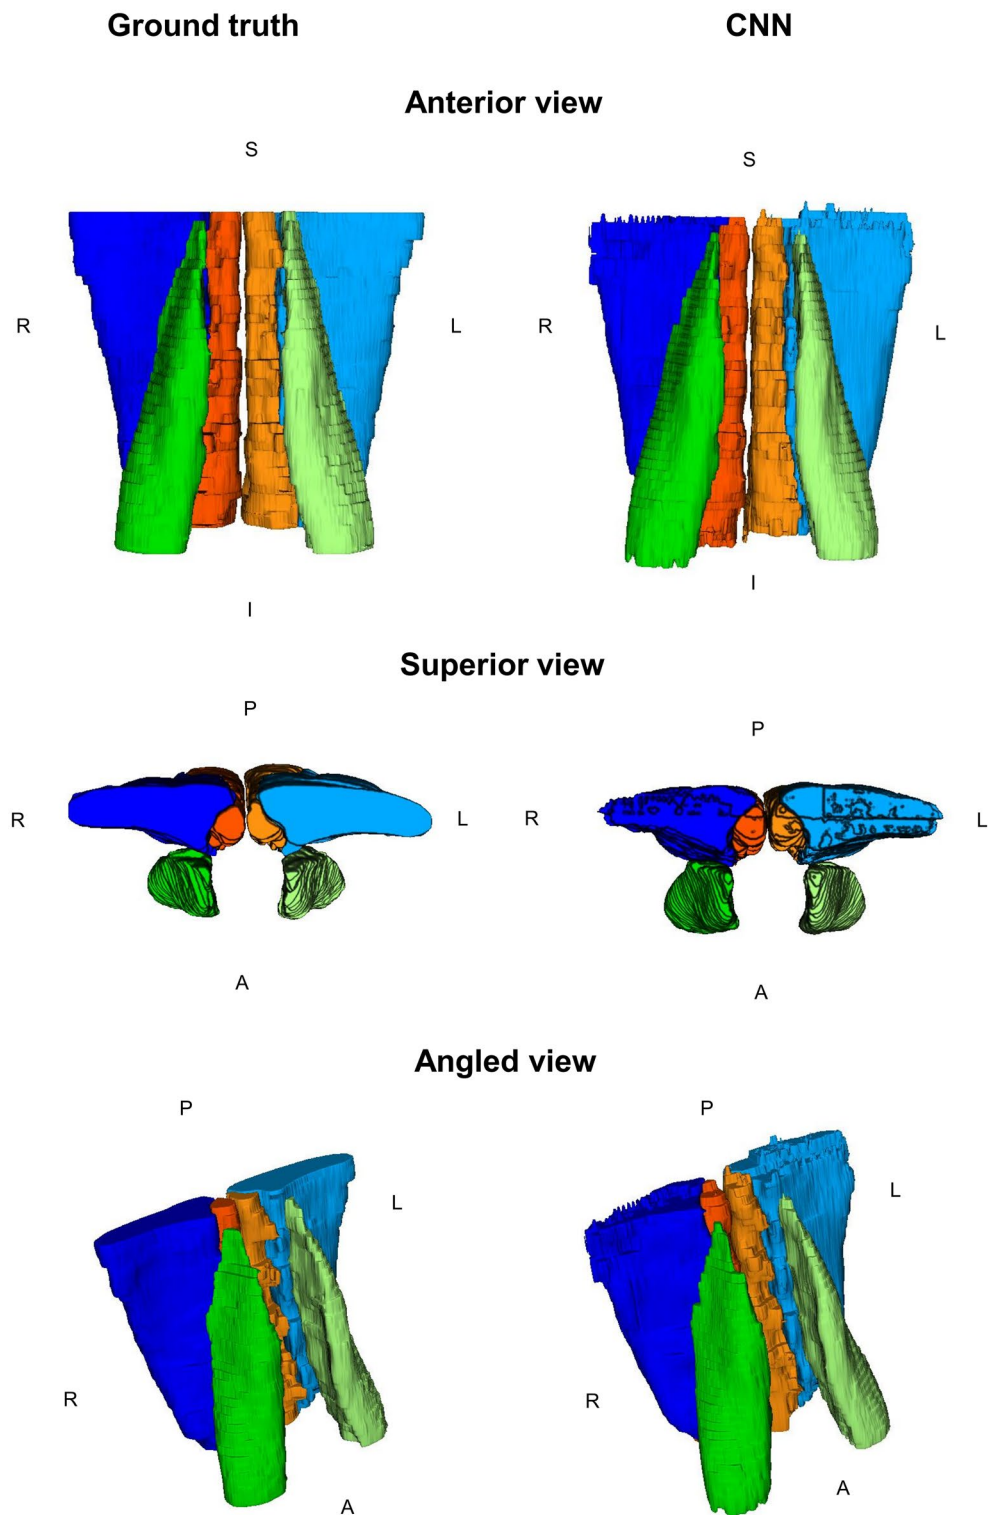 Ground truth CNN
Anterior view
S S
R L R L
I I
Superior view
P P
R L R L
A A
Angled view
P P
L L
R R
A A